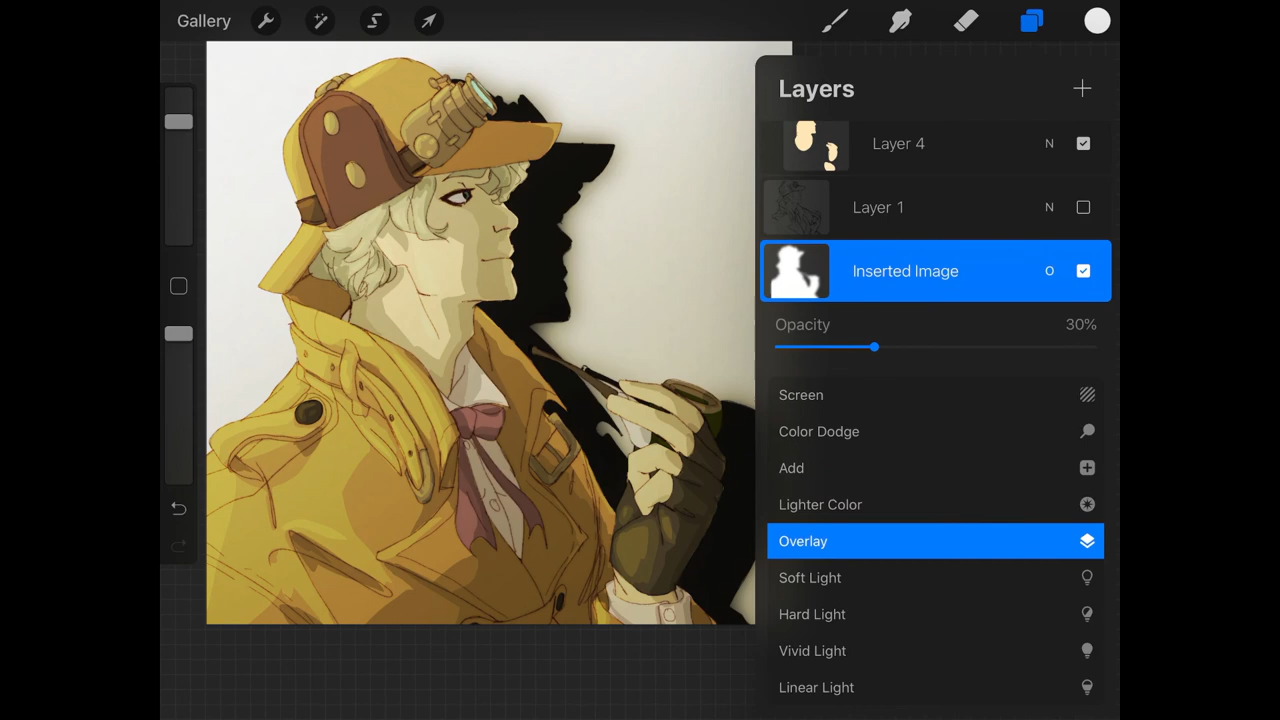 Gallery
Layers
Layer 4 N
Layer 1 N
Inserted Image O
Opacity 30%
Screen
Color Dodge
Add
Lighter Color
Overlay
Soft Light
Hard Light
Vivid Light
Linear Light